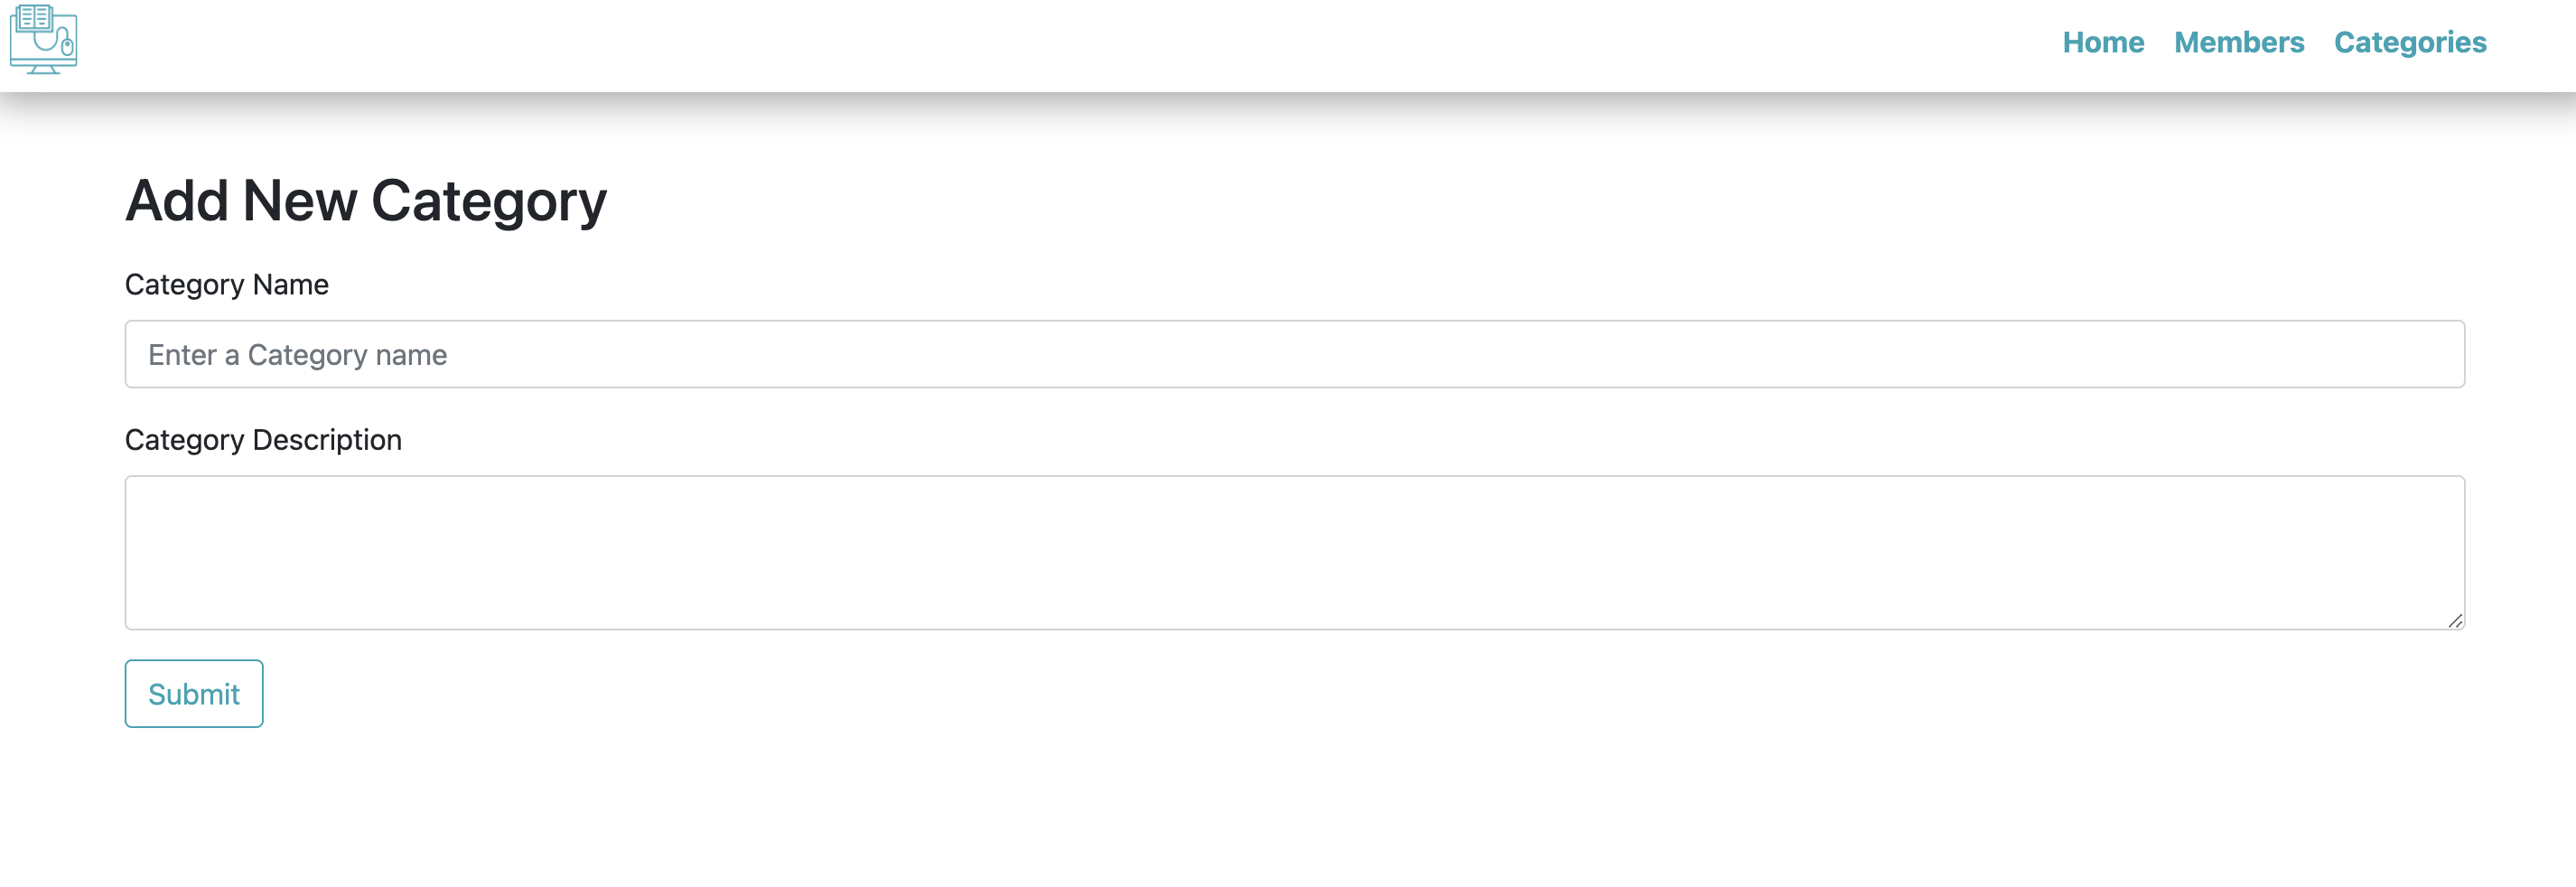 Home Members Categories
Add New Category
Category Name
Enter a Category name
Category Description
Submit